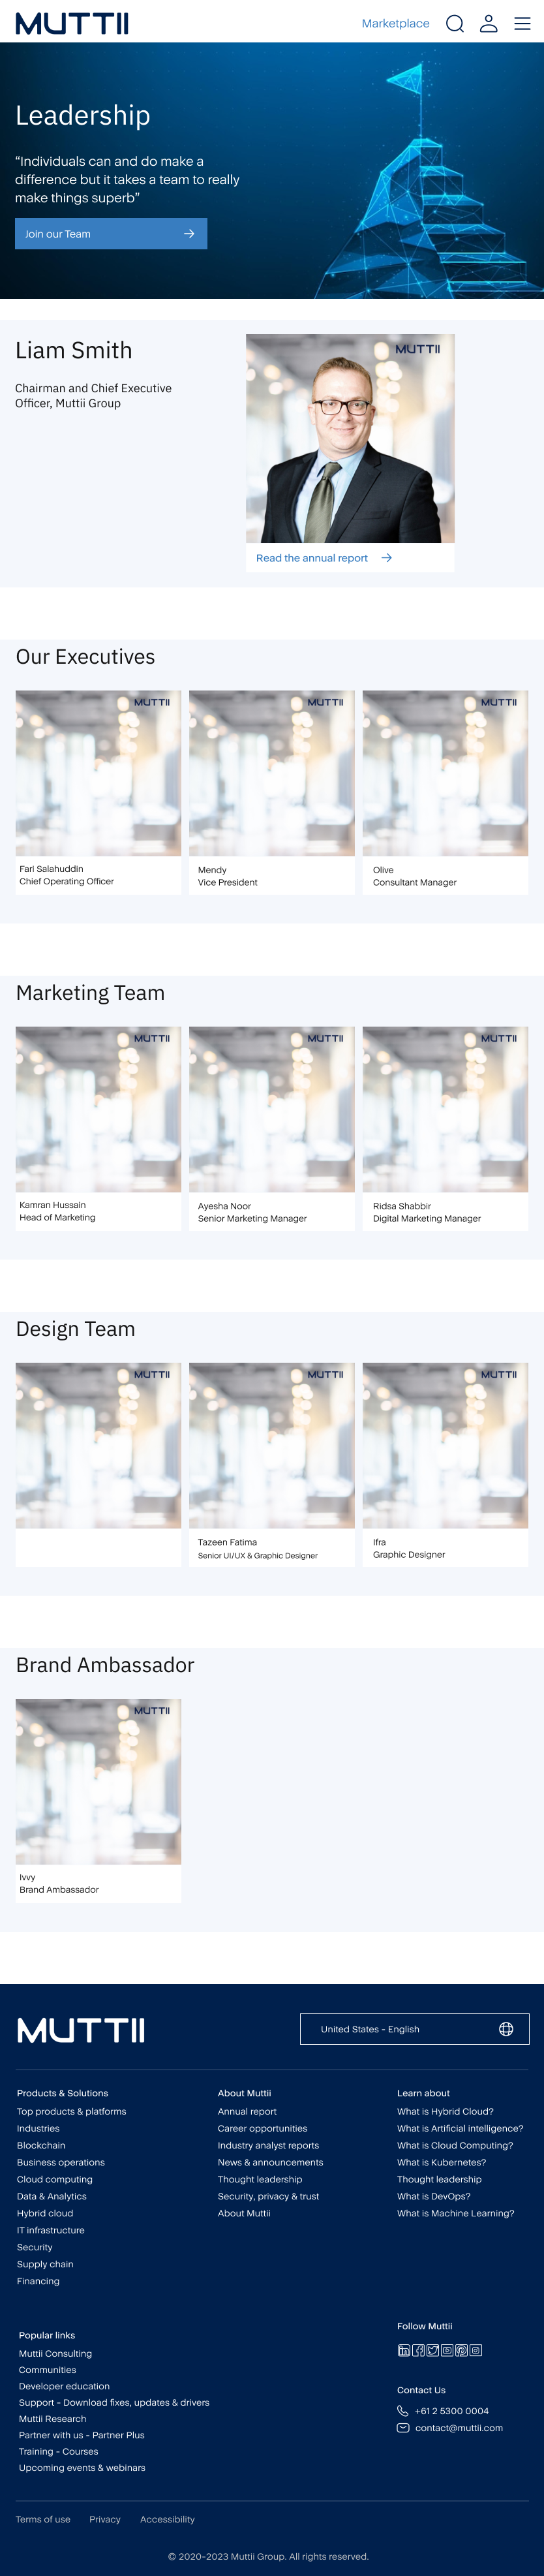 MUTTII
Marketplace
Leadership
“Individuals can and do make a
difference but it takes a team to really
make things superb”
Join our Team
Liam Smith
Chairman and Chief Executive
Officer, Muttii Group
MUTTII
Read the annual report
Our Executives
MUTTII
MUTTII
MUTTII
Fari Salahuddin
Chief Operating Officer
Mendy
Vice President
Olive
Consultant Manager
Marketing Team
MUTTII
MUTTII
MUTTII
Kamran Hussain
Head of Marketing
Ayesha Noor
Senior Marketing Manager
Ridsa Shabbir
Digital Marketing Manager
Design Team
MUTTII
MUTTII
MUTTII
Tazeen Fatima
Senior UI/UX & Graphic Designer
Ifra
Graphic Designer
Brand Ambassador
MUTTII
Ivvy
Brand Ambassador
MUTTII
United States - English
Products & Solutions
Top products & platforms
Industries
Blockchain
Business operations
Cloud computing
Data & Analytics
Hybrid cloud
IT infrastructure
Security
Supply chain
Financing
About Muttii
Annual report
Career opportunities
Industry analyst reports
News & announcements
Thought leadership
Security, privacy & trust
About Muttii
Learn about
What is Hybrid Cloud?
What is Artificial intelligence?
What is Cloud Computing?
What is Kubernetes?
Thought leadership
What is DevOps?
What is Machine Learning?
Popular links
Muttii Consulting
Communities
Developer education
Support - Download fixes, updates & drivers
Muttii Research
Partner with us - Partner Plus
Training - Courses
Upcoming events & webinars
Follow Muttii
Contact Us
+61 2 5300 0004
contact@muttii.com
Terms of use
Privacy
Accessibility
© 2020-2023 Muttii Group. All rights reserved.